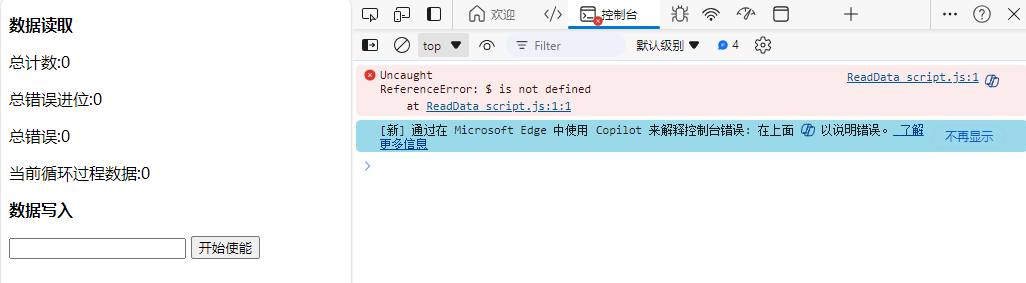 数据读取
总计数:0
总错误进位:0
总错误:0
当前循环过程数据:0
数据写入
开始使能
欢迎 控制台
top Filter 默认级别 4
Uncaught ReadData script.js:1
ReferenceError: $ is not defined
at ReadData script.js:1:1
[新] 通过在 Microsoft Edge 中使用 Copilot 来解释控制台错误: 在上面 以说明错误。 了解
更多信息
不再显示